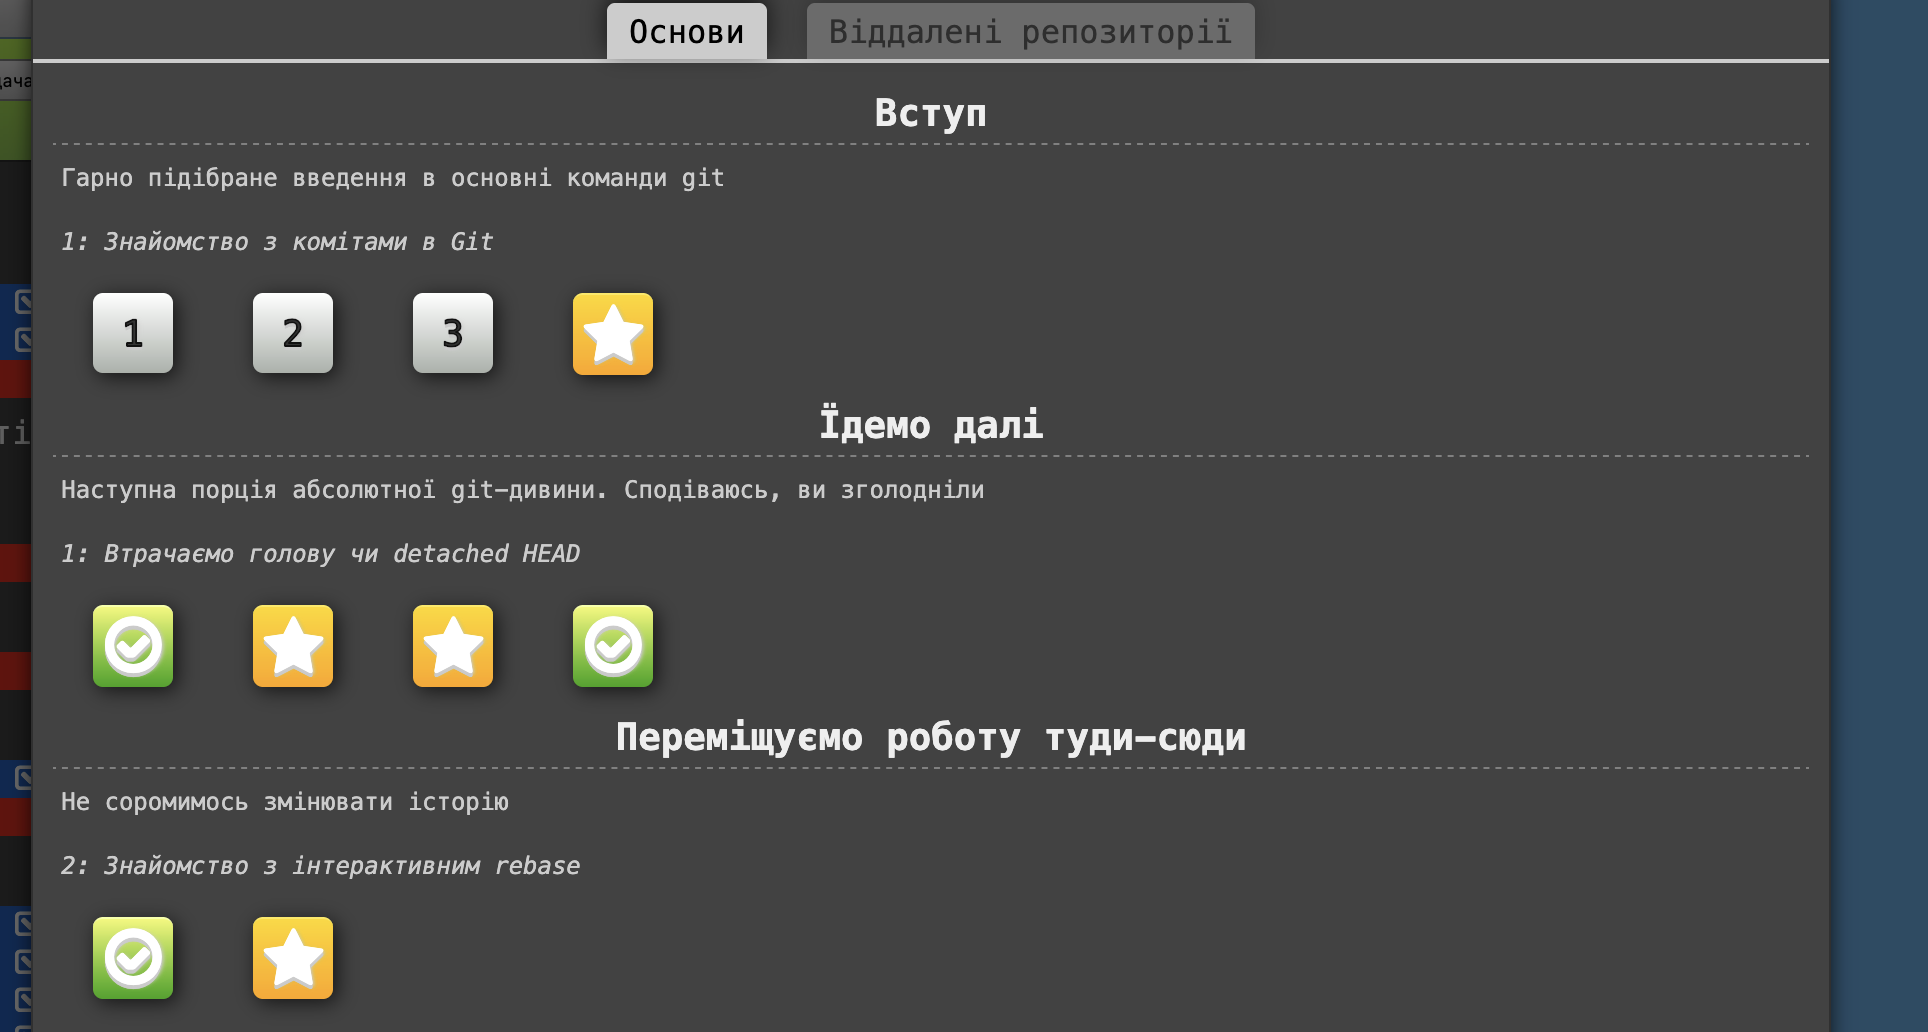 Основи
Віддалені репозиторії
Вступ
Гарно підібране введення в основні команди git
1: Знайомство з комітами в Git
1 2 3
Їдемо далі
Наступна порція абсолютної git-дивини. Сподіваюсь, ви зголодніли
1: Втрачаємо голову чи detached HEAD
Переміщуємо роботу туди-сюди
Не соромимось змінювати історію
2: Знайомство з інтерактивним rebase